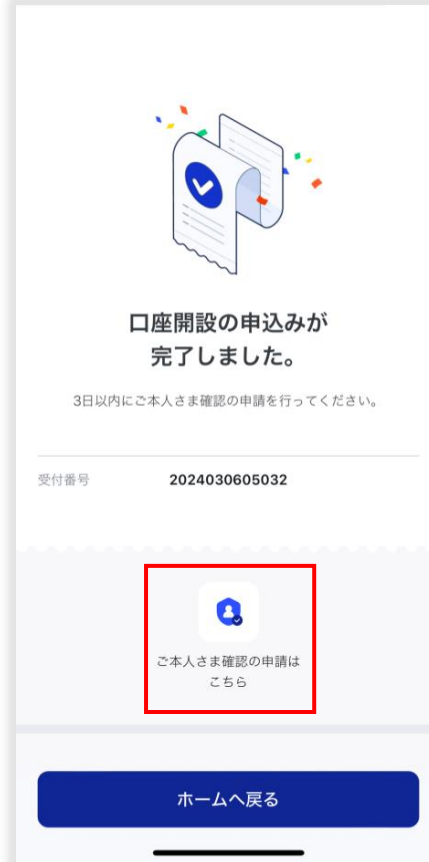 口座開設の申込みが
完了しました。
3日以内にご本人さま確認の申請を行ってください。
受付番号 2024030605032
ご本人さま確認の申請は
こちら
ホームへ戻る